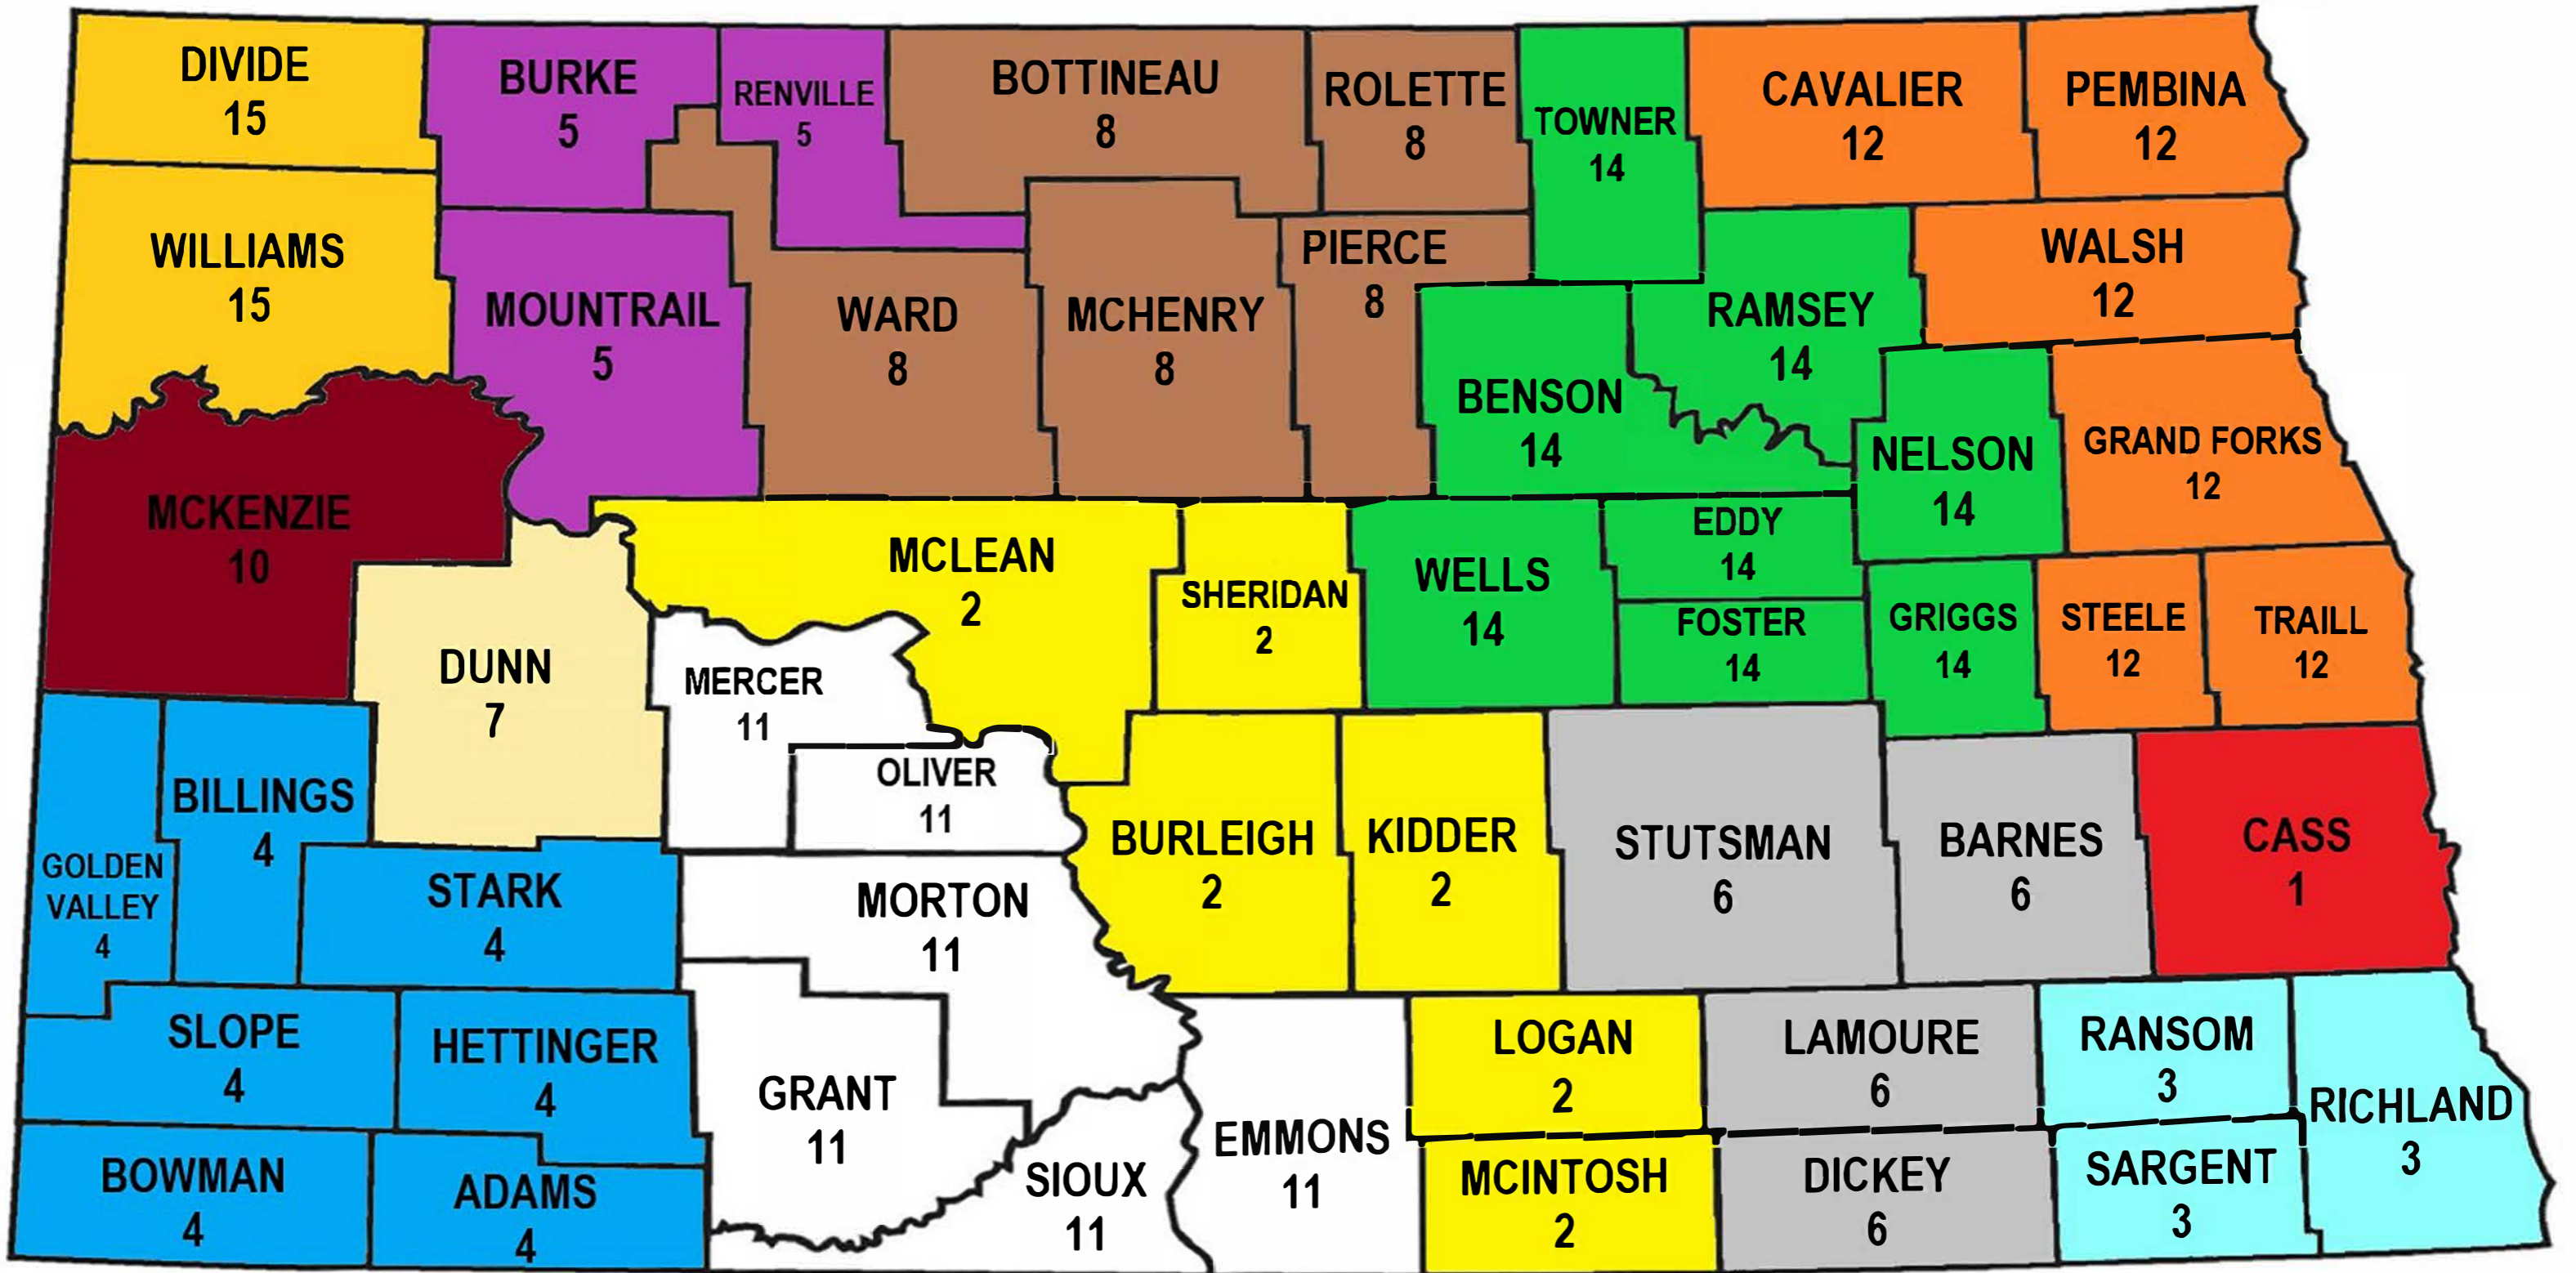 DIVIDE
15
BURKE
5
RENVILLE
5
BOTTINEAU
8
ROLETTE
8
TOWNER
14
CAVALIER
12
PEMBINA
12
WILLIAMS
15
MOUNTRAIL
5
WARD
8
MCHENRY
8
PIERCE
8
BENSON
14
RAMSEY
14
WALSH
12
NELSON
14
GRAND FORKS
12
MCKENZIE
10
DUNN
7
MCLEAN
2
SHERIDAN
2
WELLS
14
EDDY
14
FOSTER
14
GRIGGS
14
STEELE
12
TRAILL
12
MERCER
11
OLIVER
11
GOLDEN
VALLEY
4
BILLINGS
4
STARK
4
MORTON
11
BURLEIGH
2
KIDDER
2
STUTSMAN
6
BARNES
6
CASS
1
SLOPE
4
HETTINGER
4
GRANT
11
EMMONS
11
LOGAN
2
LAMOURE
6
RANSOM
3
RICHLAND
3
BOWMAN
4
ADAMS
4
SIOUX
11
MCINTOSH
2
DICKEY
6
SARGENT
3